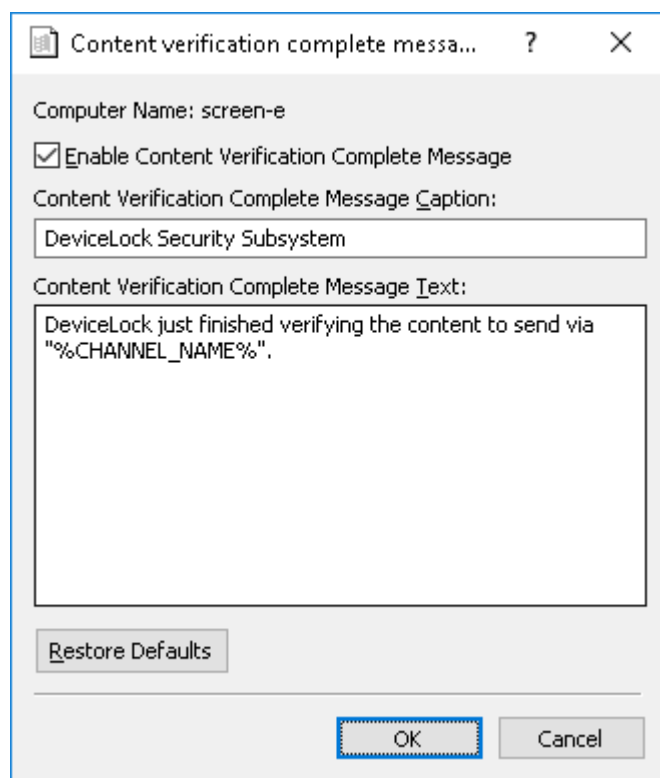 Content verification complete messa...
Computer Name: screen-e
Enable Content Verification Complete Message
Content Verification Complete Message Caption:
DeviceLock Security Subsystem
Content Verification Complete Message Text:
DeviceLock just finished verifying the content to send via
"%CHANNEL_NAME%".
Restore Defaults
OK Cancel